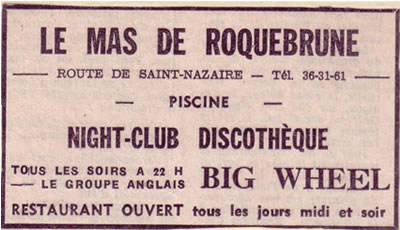 LE MAS DE ROQUEBRUNE
— ROUTE DE SAINT-NAZAIRE — Tél. 36-31-61 —
— PISCINE —
NIGHT-CLUB DISCOTHÈQUE
TOUS LES SOIRS A 22 H
— LE GROUPE ANGLAIS BIG WHEEL
RESTAURANT OUVERT tous les jours midi et soir